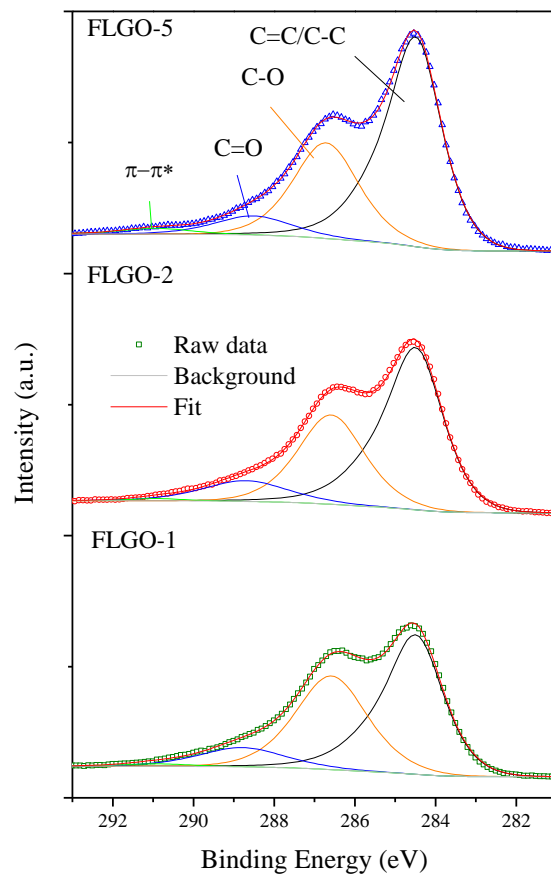 FLGO-5
C=C/C-C
C-O
C=O
π−π*
FLGO-2
Raw data
Background
Fit
FLGO-1
Intensity (a.u.)
292 290 288 286 284 282
Binding Energy (eV)